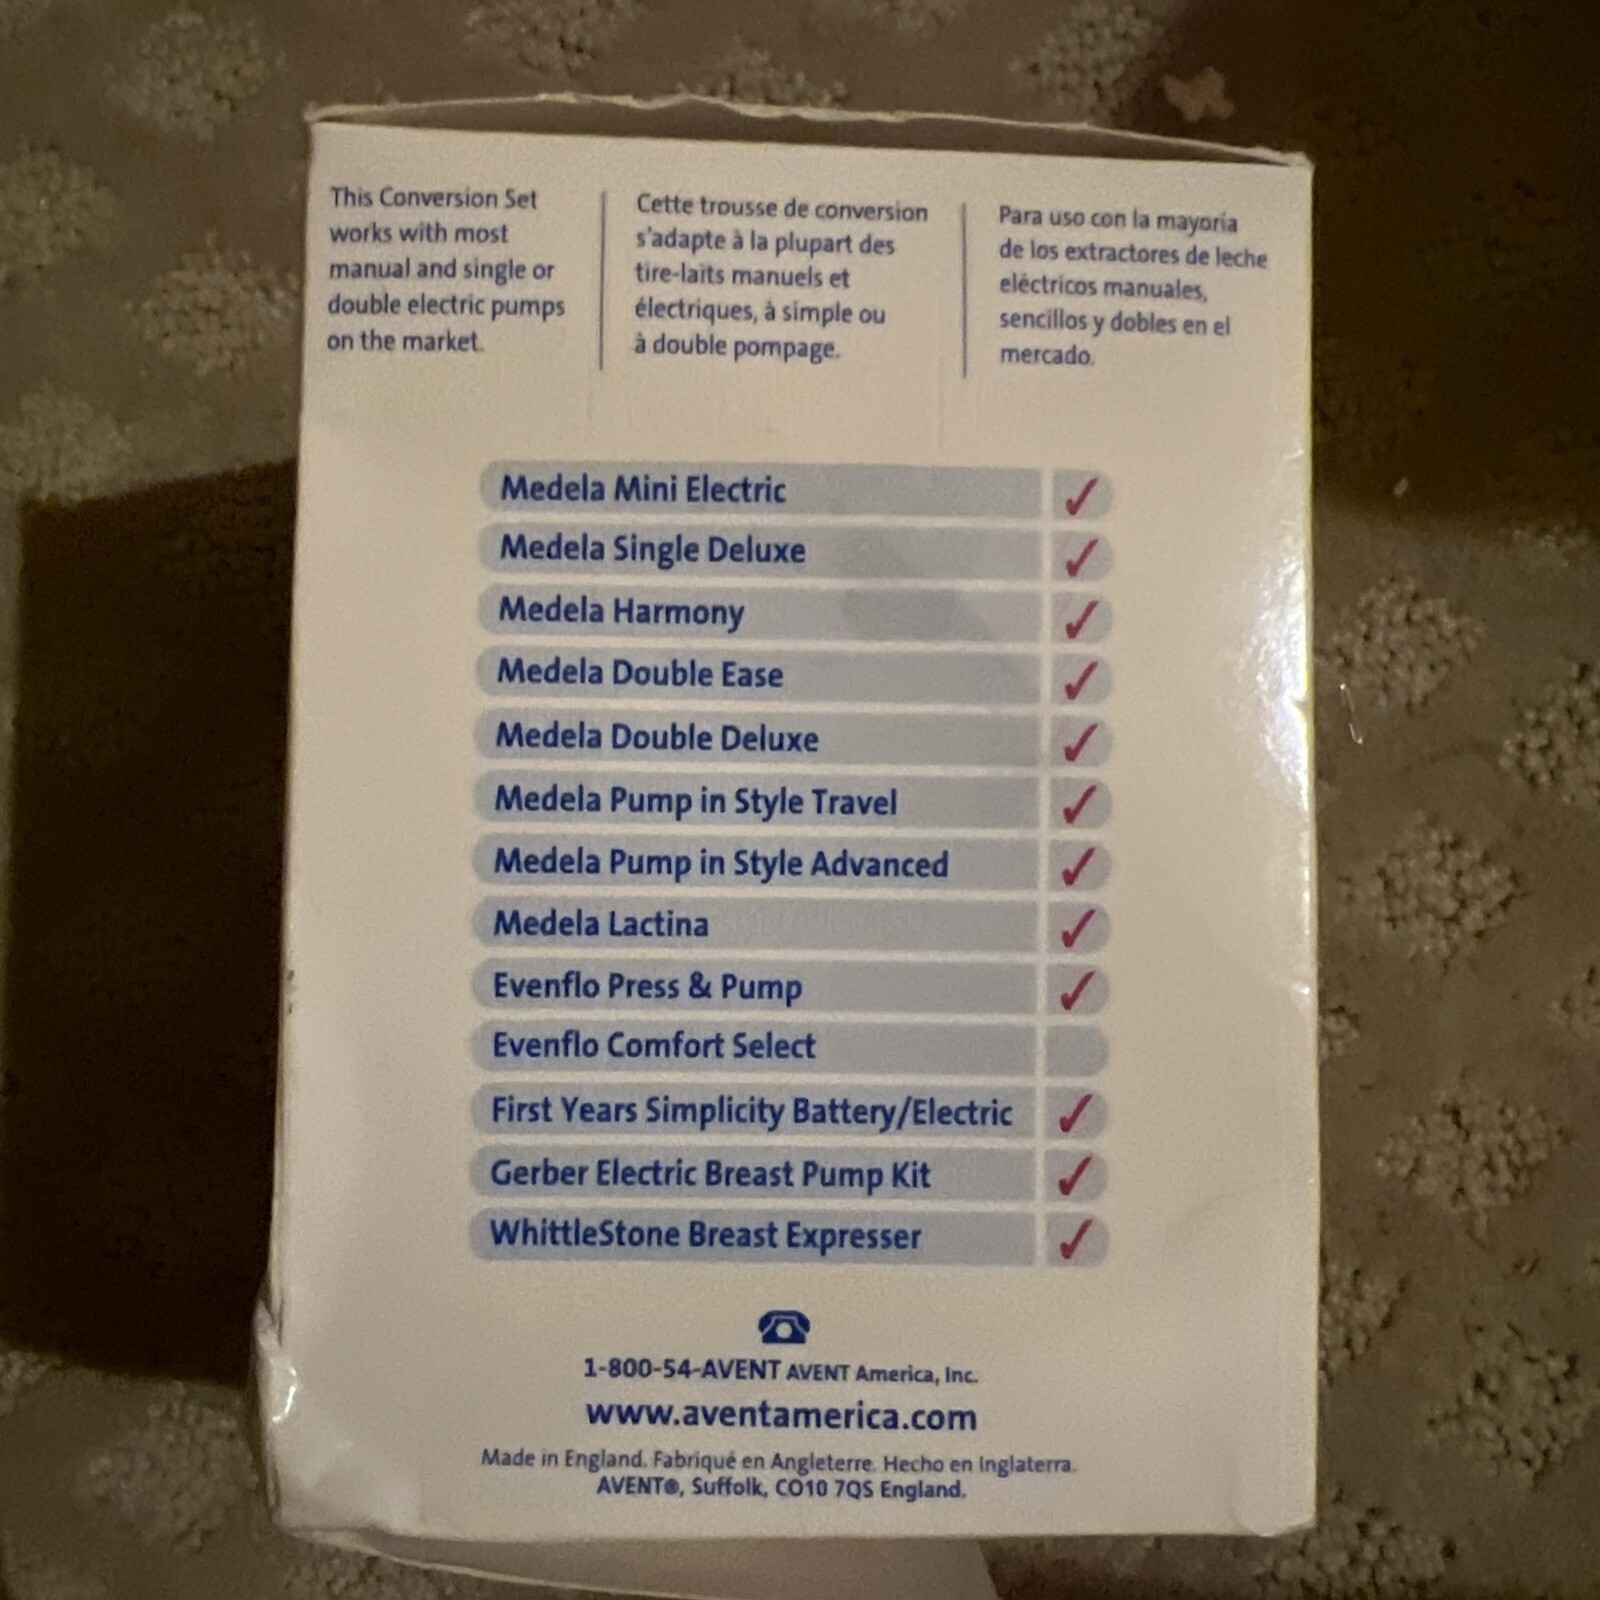 This Conversion Set
works with most
manual and single or
double electric pumps
on the market.
Cette trousse de conversion
s'adapte à la plupart des
tire-laits manuels et
électriques, à simple ou
à double pompage.
Para uso con la mayoría
de los extractores de leche
eléctricos manuales,
sencillos y dobles en el
mercado.
Medela Mini Electric ✓
Medela Single Deluxe ✓
Medela Harmony ✓
Medela Double Ease ✓
Medela Double Deluxe ✓
Medela Pump in Style Travel ✓
Medela Pump in Style Advanced ✓
Medela Lactina ✓
Evenflo Press & Pump ✓
Evenflo Comfort Select
First Years Simplicity Battery/Electric ✓
Gerber Electric Breast Pump Kit ✓
WhittleStone Breast Expresser ✓
1-800-54-AVENT AVENT America, Inc.
www.aventamerica.com
Made in England. Fabriqué en Angleterre. Hecho en Inglaterra.
AVENT®, Suffolk, CO10 7QS England.